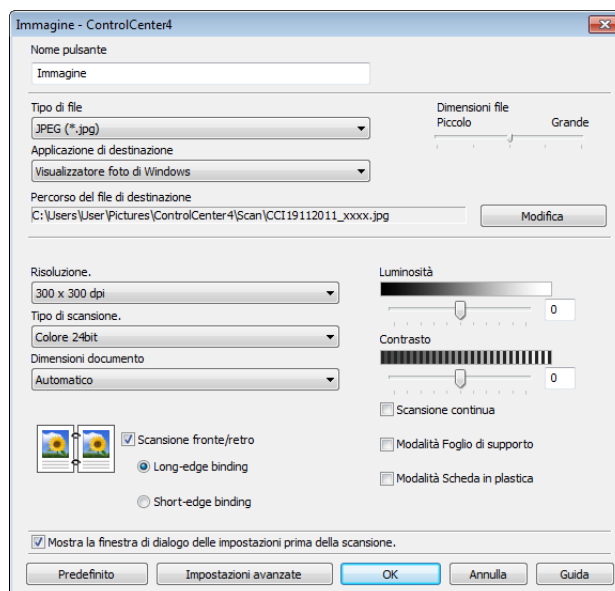 Immagine - ControlCenter4
Nome pulsante
Immagine
Tipo di file
JPEG (*.jpg)
Dimensioni file
Piccolo Grande
Applicazione di destinazione
Visualizzatore foto di Windows
Percorso del file di destinazione
C:\Users\User\Pictures\ControlCenter4\Scan\CCI19112011_xxxx.jpg
Modifica
Risoluzione.
300 x 300 dpi
Tipo di scansione.
Colore 24bit
Dimensioni documento
Automatico
Luminosità
0
Contrasto
0
Scansione fronte/retro
Long-edge binding
Short-edge binding
Scansione continua
Modalità Foglio di supporto
Modalità Scheda in plastica
Mostra la finestra di dialogo delle impostazioni prima della scansione.
Predefinito Impostazioni avanzate OK Annulla Guida